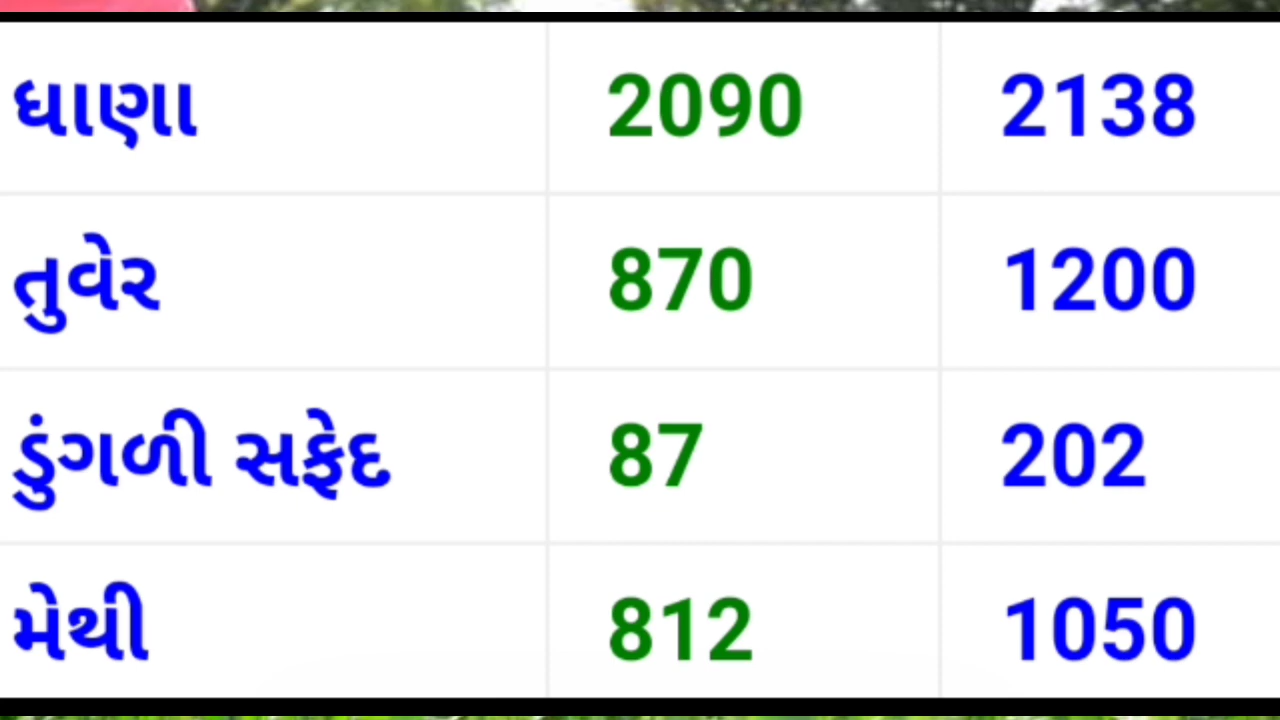 ધાણા 2090 2138
તુવેર 870 1200
ડુંગળી સફેદ 87 202
મેથી 812 1050